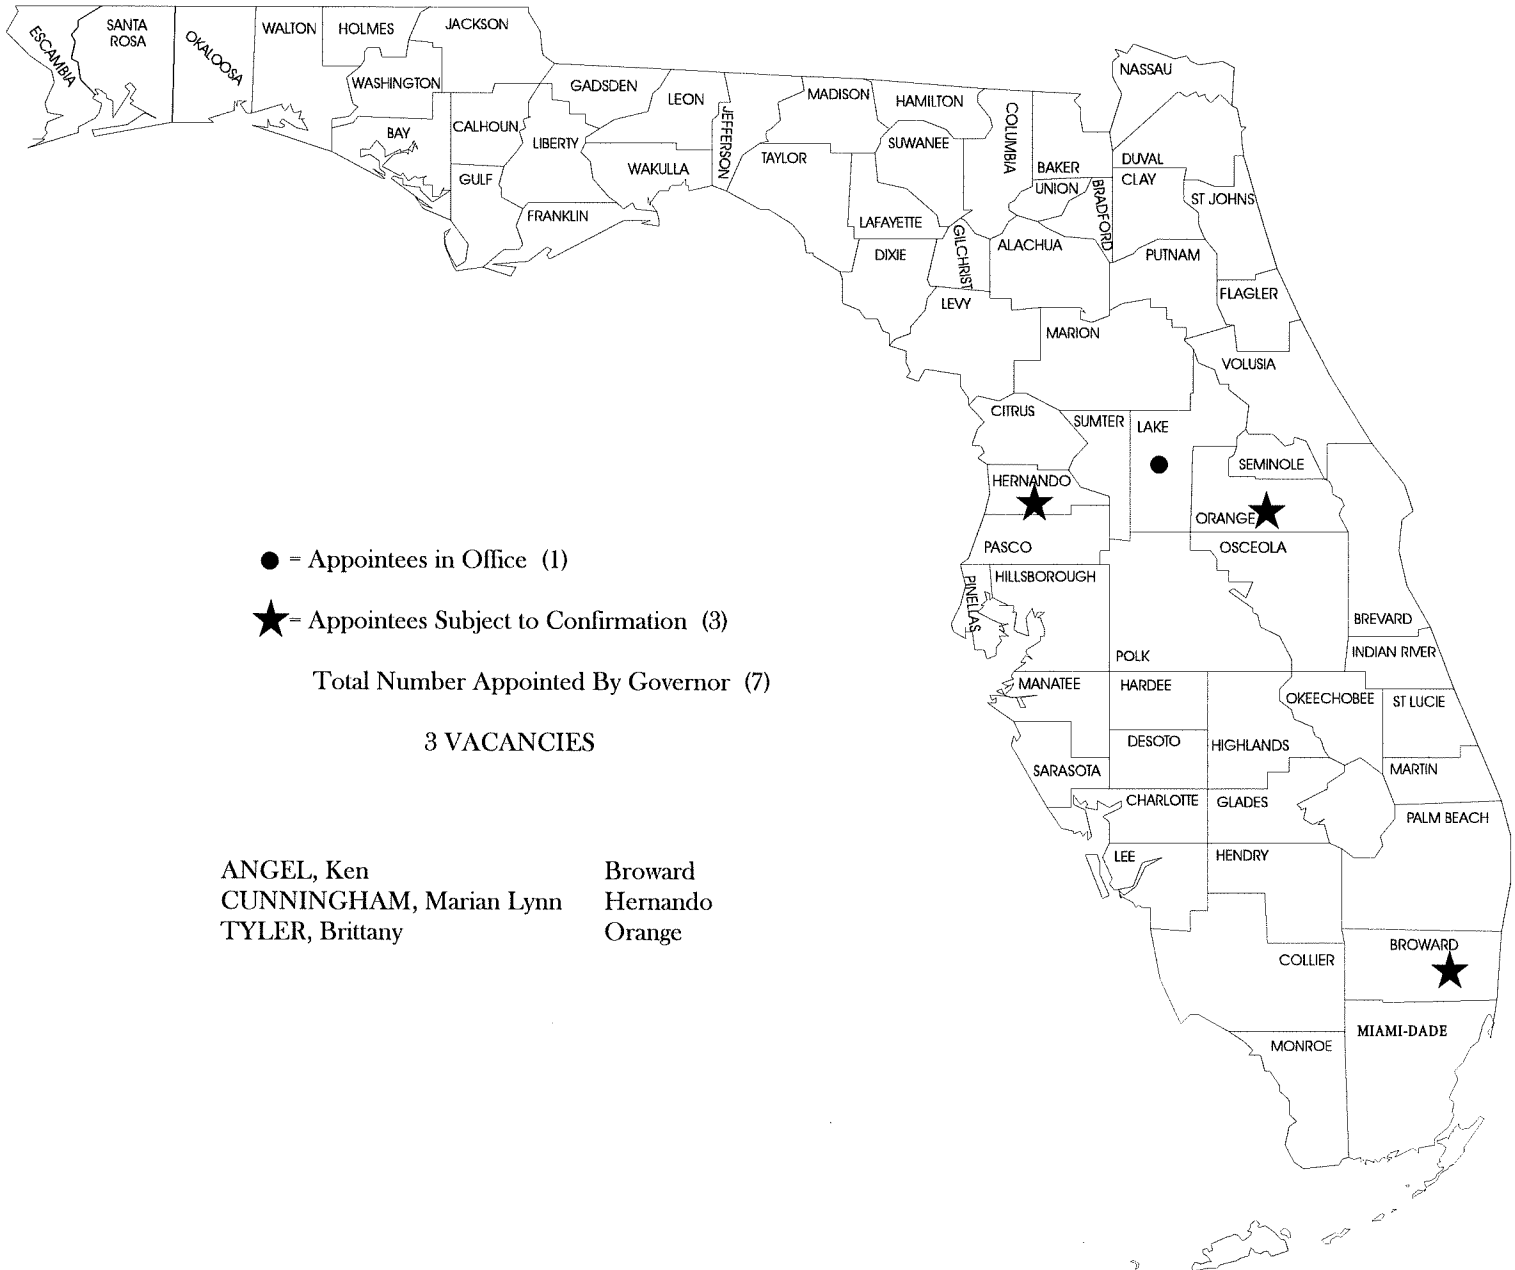 ESCAMBIA
SANTA
ROSA
OKALOOSA
WALTON
HOLMES
JACKSON
WASHINGTON
BAY
CALHOUN
GULF
GADSDEN
LIBERTY
FRANKLIN
LEON
WAKULLA
JEFFERSON
MADISON
TAYLOR
HAMILTON
SUWANEE
LAFAYETTE
DIXIE
COLUMBIA
GILCHRIST
BAKER
UNION
BRADFORD
ALACHUA
LEVY
NASSAU
DUVAL
CLAY
ST JOHNS
PUTNAM
FLAGLER
MARION
VOLUSIA
CITRUS
SUMTER
LAKE
SEMINOLE
HERNANDO
ORANGE
PASCO
OSCEOLA
HILLSBOROUGH
PINELLAS
BREVARD
POLK
INDIAN RIVER
MANATEE
HARDEE
OKEECHOBEE
ST LUCIE
DESOTO
HIGHLANDS
SARASOTA
MARTIN
CHARLOTTE
GLADES
PALM BEACH
LEE
HENDRY
BROWARD
COLLIER
MIAMI-DADE
MONROE
= Appointees in Office (1)
= Appointees Subject to Confirmation (3)
Total Number Appointed By Governor (7)
3 VACANCIES
ANGEL, Ken Broward
CUNNINGHAM, Marian Lynn Hernando
TYLER, Brittany Orange